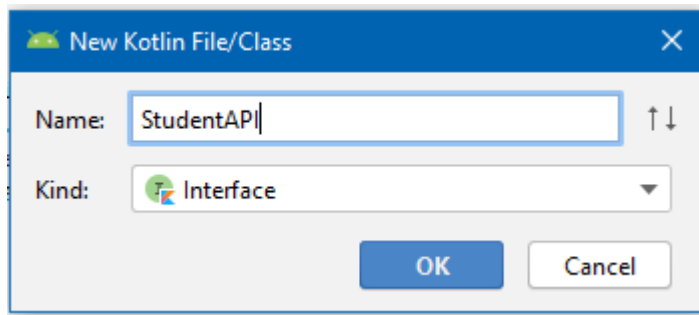 New Kotlin File/Class
Name: StudentAPI
Kind: Interface
OK Cancel